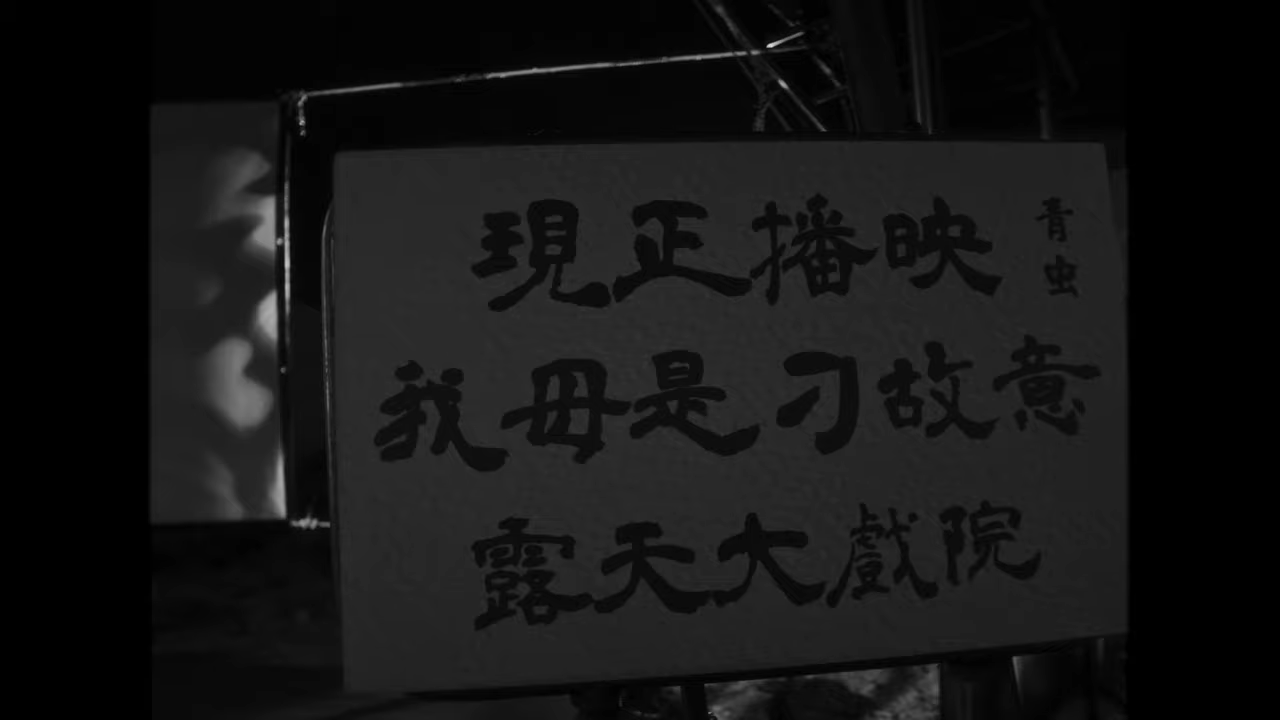 現正播映
青虫
我毋是刁故意
露天大戲院